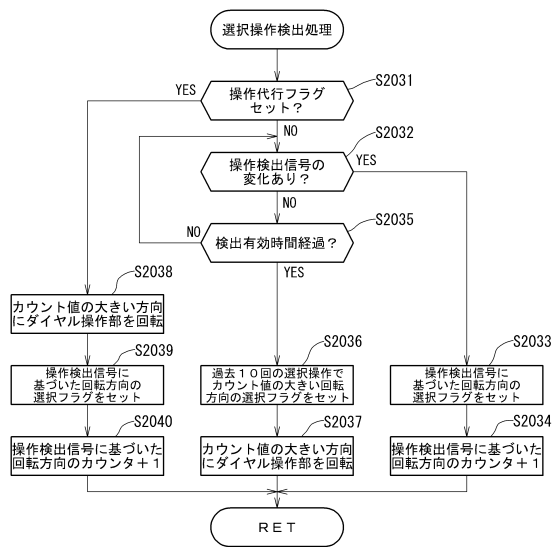 選択操作検出処理
S2031
YES
操作代行フラグ
セット？
NO
S2032
操作検出信号の
変化あり？
YES
NO
S2035
NO
検出有効時間経過？
YES
S2038
カウント値の大きい方向
にダイヤル操作部を回転
S2039
操作検出信号に
基づいた回転方向の
選択フラグをセット
S2040
操作検出信号に基づいた
回転方向のカウンタ＋１
S2036
過去１０回の選択操作で
カウント値の大きい回転
方向の選択フラグをセット
S2037
カウント値の大きい方向
にダイヤル操作部を回転
S2033
操作検出信号に
基づいた回転方向の
選択フラグをセット
S2034
操作検出信号に基づいた
回転方向のカウンタ＋１
ＲＥＴ